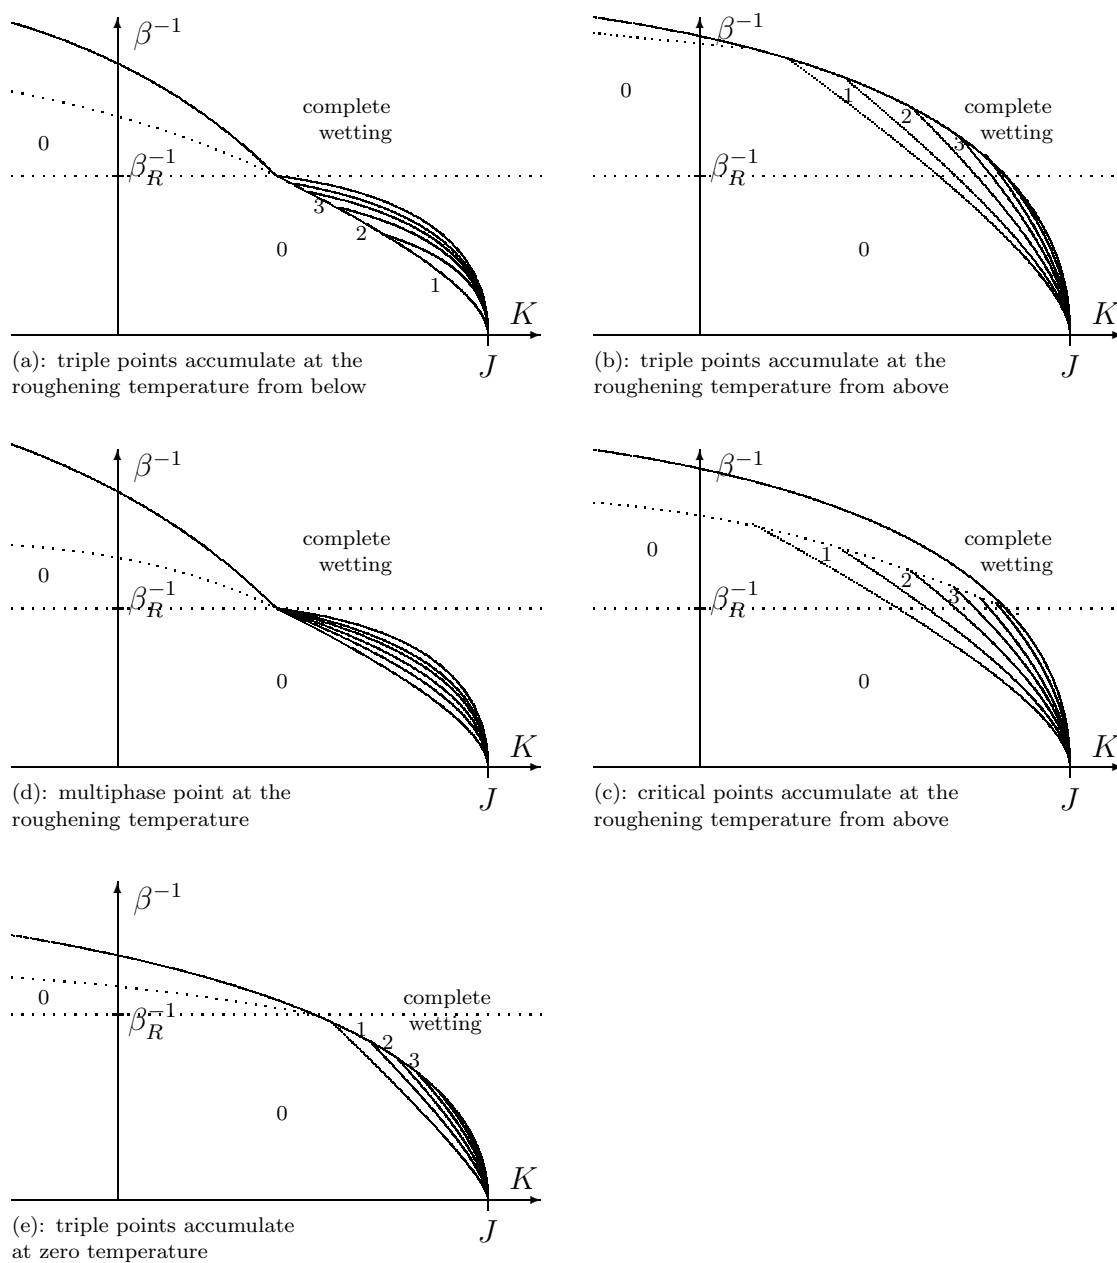 β⁻¹
complete
wetting
0
β_R⁻¹
3
2
0
1
K
J
(a): triple points accumulate at the
roughening temperature from below
β⁻¹
0
1
complete
2
wetting
3
β_R⁻¹
0
K
J
(b): triple points accumulate at the
roughening temperature from above
β⁻¹
complete
wetting
0
β_R⁻¹
0
K
J
(d): multiphase point at the
roughening temperature
β⁻¹
complete
0
1
wetting
2
3
β_R⁻¹
0
K
J
(c): critical points accumulate at the
roughening temperature from above
β⁻¹
0
complete
β_R⁻¹
wetting
1
2
3
0
K
J
(e): triple points accumulate
at zero temperature